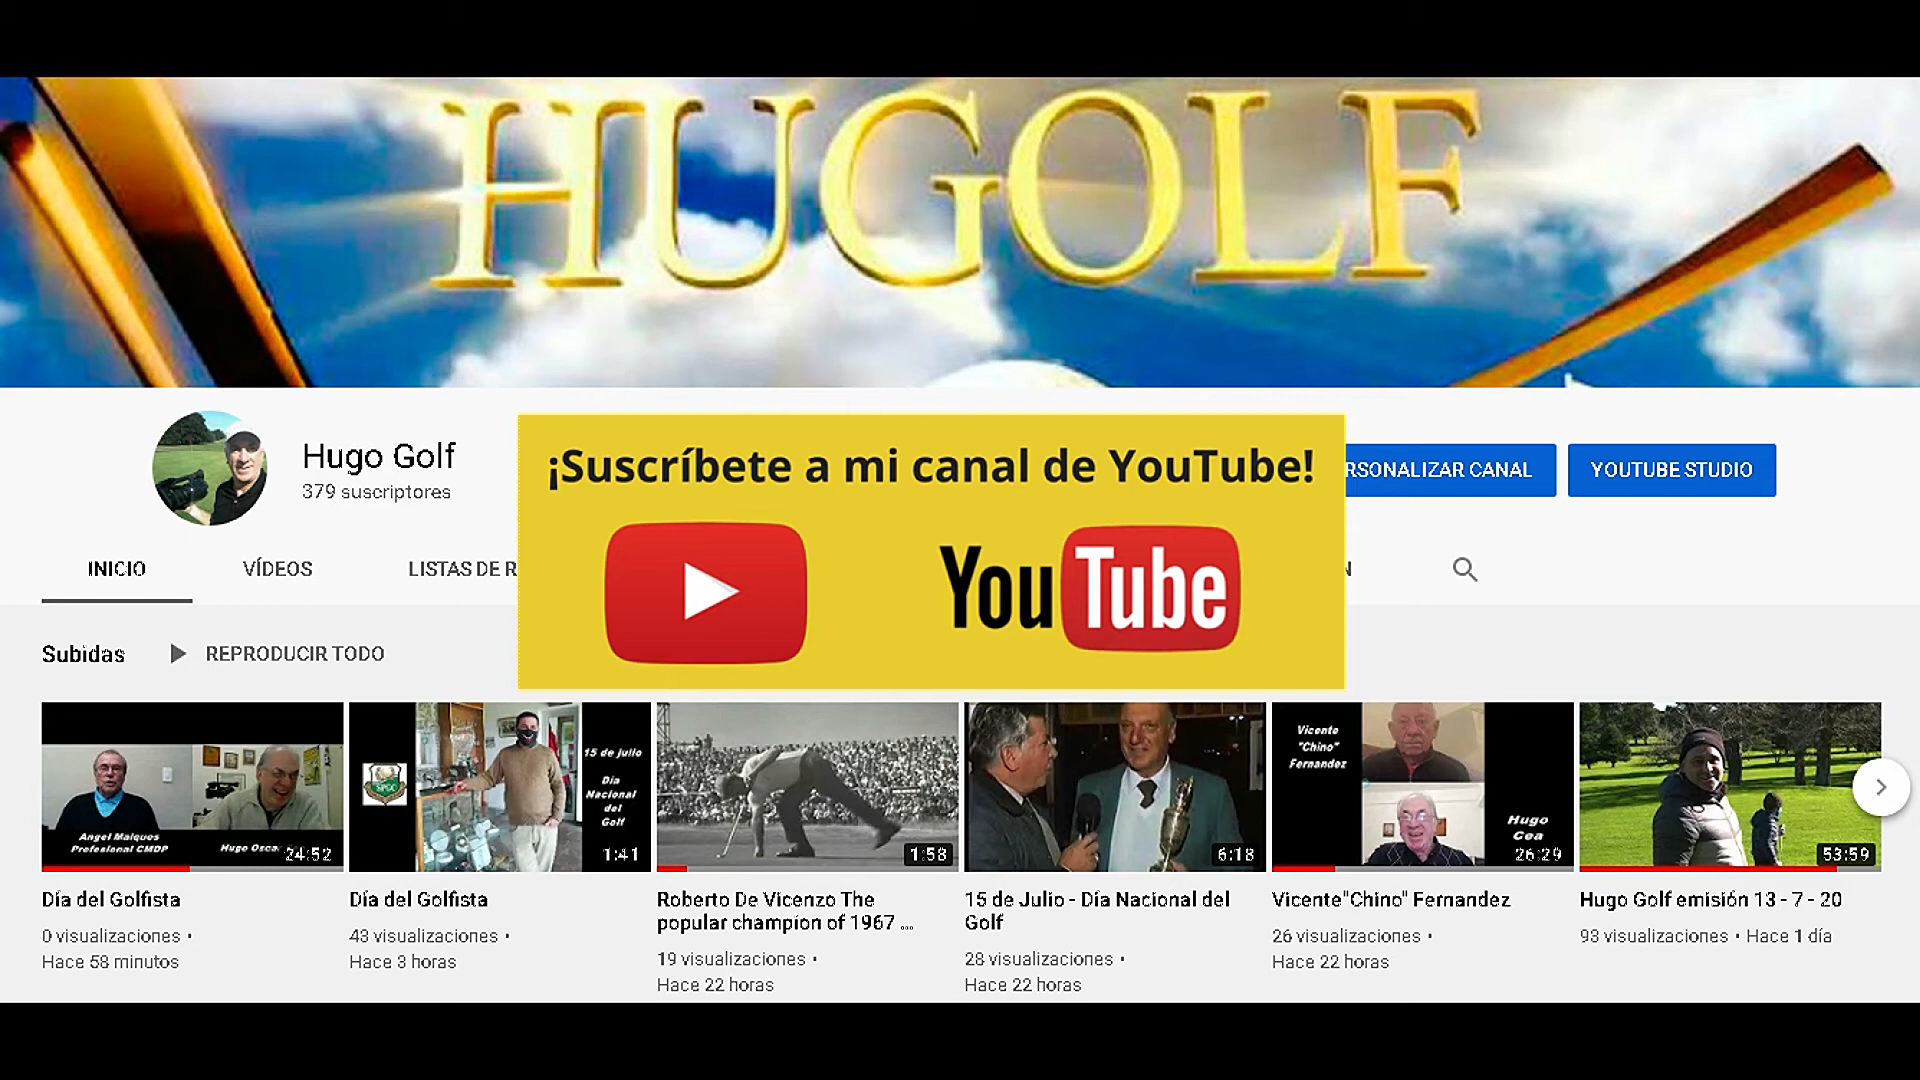 HUGOLF
Hugo Golf
379 suscriptores
¡Suscríbete a mi canal de YouTube!
YouTube
RSONALIZAR CANAL
YOUTUBE STUDIO
INICIO
VÍDEOS
LISTAS DE R
N
Subidas
REPRODUCIR TODO
Angel Malques
Profesional CMDP
Hugo Osca
24:52
SPGC
15 de julio
Día
Nacional
del
Golf
1:41
1:58
6:18
Vicente
"Chino"
Fernandez
Hugo
Cea
26:29
53:59
Día del Golfista
0 visualizaciones •
Hace 58 minutos
Día del Golfista
43 visualizaciones •
Hace 3 horas
Roberto De Vicenzo The
popular champion of 1967 ...
19 visualizaciones •
Hace 22 horas
15 de Julio - Día Nacional del
Golf
28 visualizaciones •
Hace 22 horas
Vicente"Chino" Fernandez
26 visualizaciones •
Hace 22 horas
Hugo Golf emisión 13 - 7 - 20
93 visualizaciones • Hace 1 día